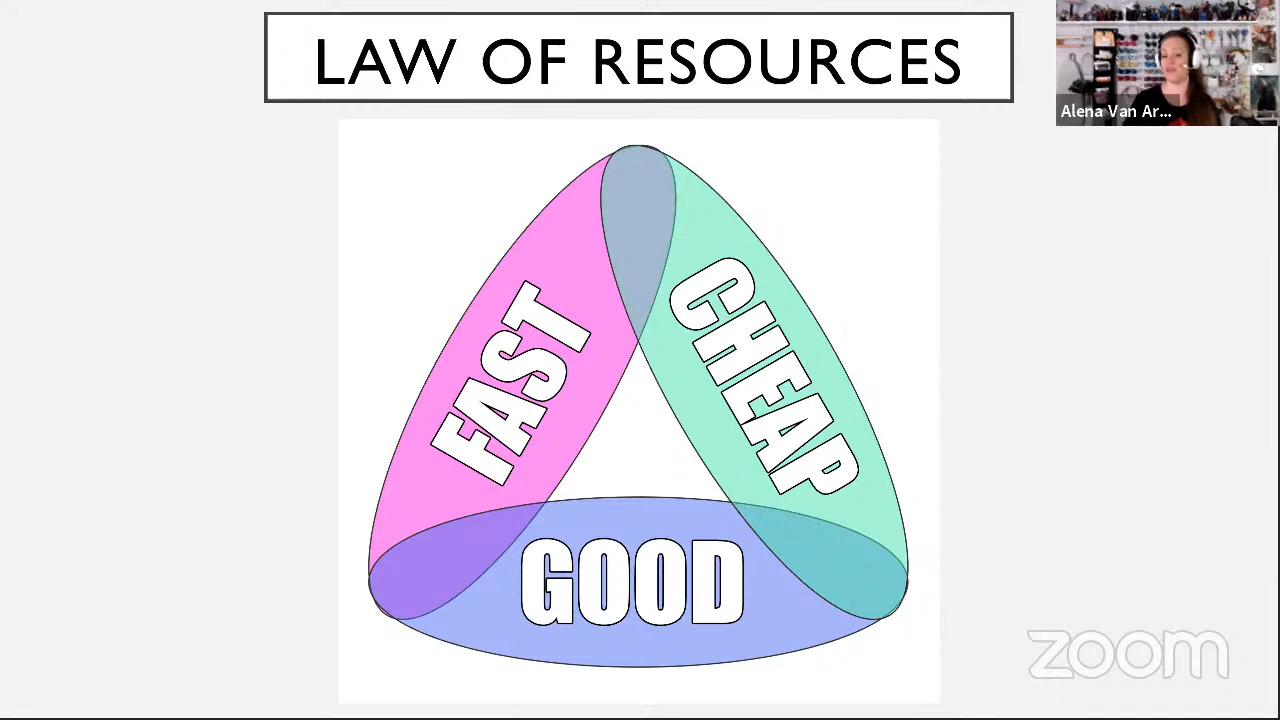 LAW OF RESOURCES
Alena Van Ar...
FAST
CHEAP
GOOD
zoom